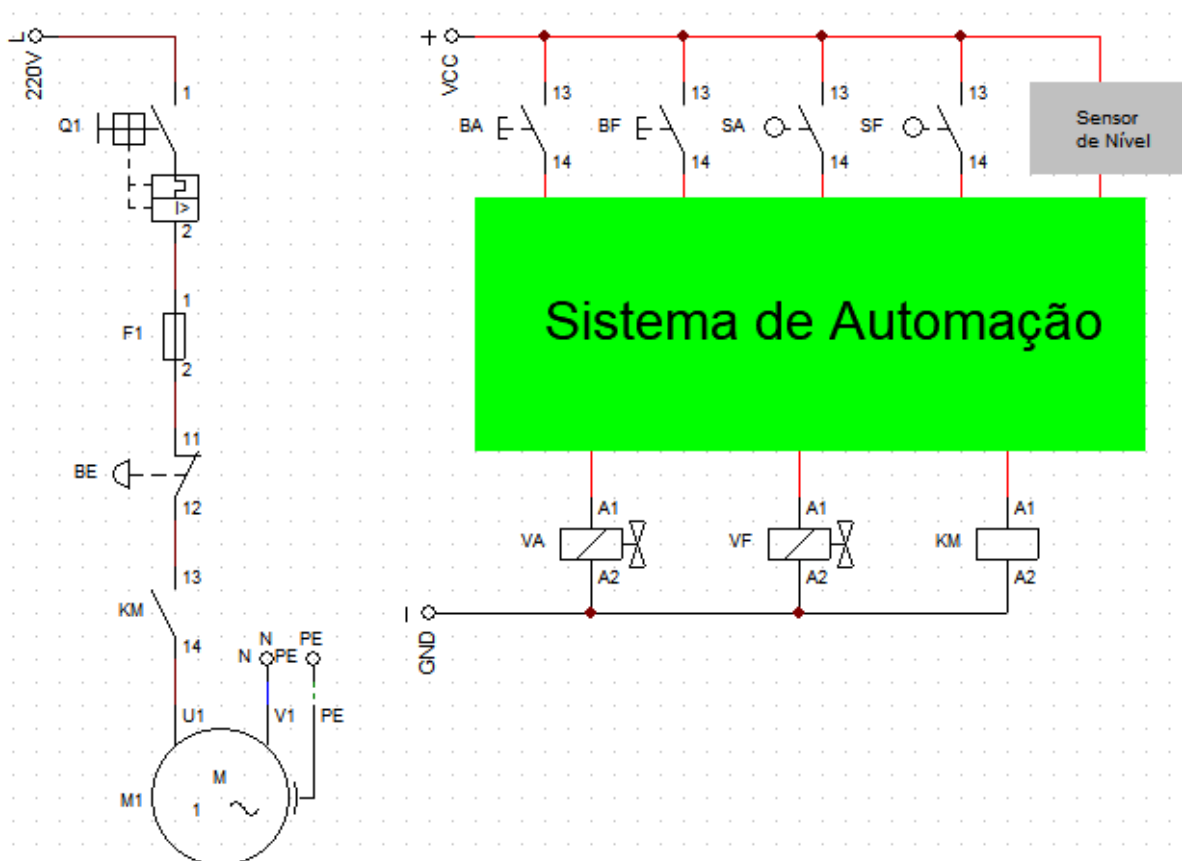 L
220V
1
Q1
I>
2
1
F1
2
11
BE
12
13
KM
14
N PE
N PE
U1 V1 PE
M
M1
1
+
VCC
13 13 13 13
BA BF SA SF
14 14 14 14
Sensor
de Nível
Sistema de Automação
A1 A1 A1
VA VF KM
A2 A2 A2
GND